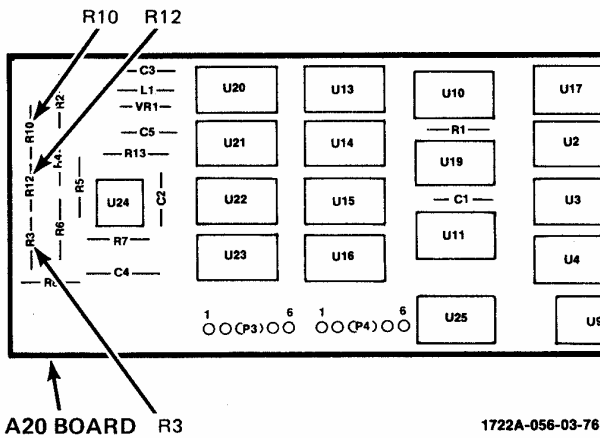 R10 R12
C3
L1
VR1
C5
R13
R2
R10
R4
R12
R5
R3
R6
C2
U24
R7
C4
U20 U13 U10 U17
R1
U21 U14 U19 U2
C1
U22 U15 U11 U3
U23 U16 U4
1 (P3) 6 1 (P4) 6
U25
A20 BOARD R3
1722A-056-03-76